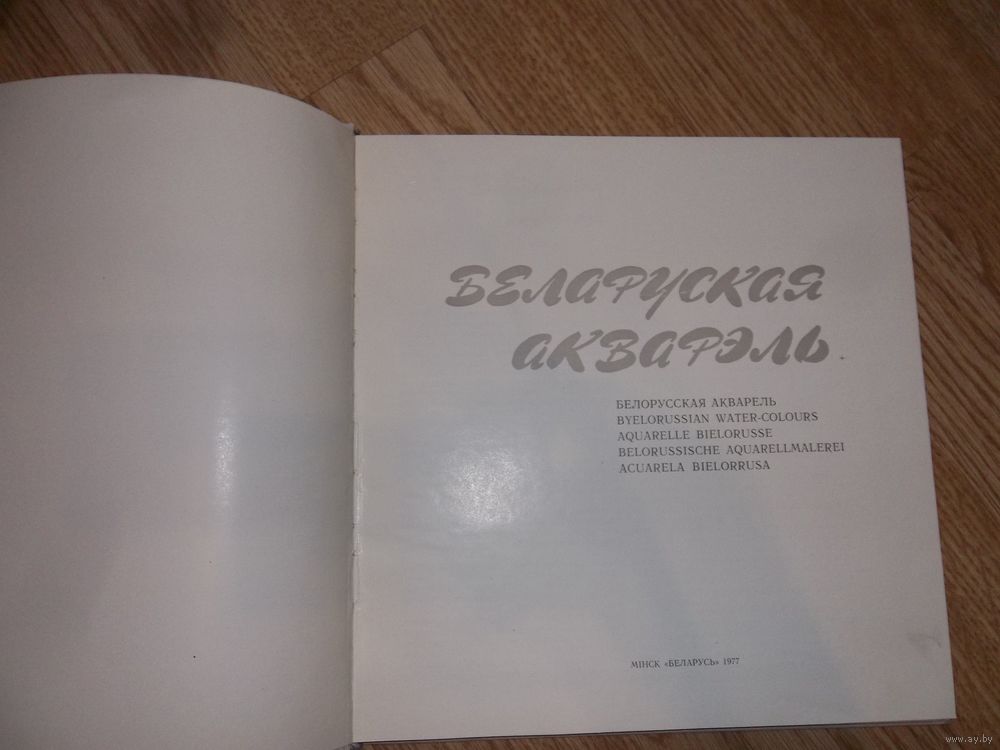 БЕЛАРУСКАЯ
АКВАРЭЛЬ
БЕЛОРУССКАЯ АКВАРЕЛЬ
BYELORUSSIAN WATER-COLOURS
AQUARELLE BIELORUSSE
BELORUSSISCHE AQUARELLMALEREI
ACUARELA BIELORRUSA
МІНСК «БЕЛАРУСЬ» 1977
www.ay.by